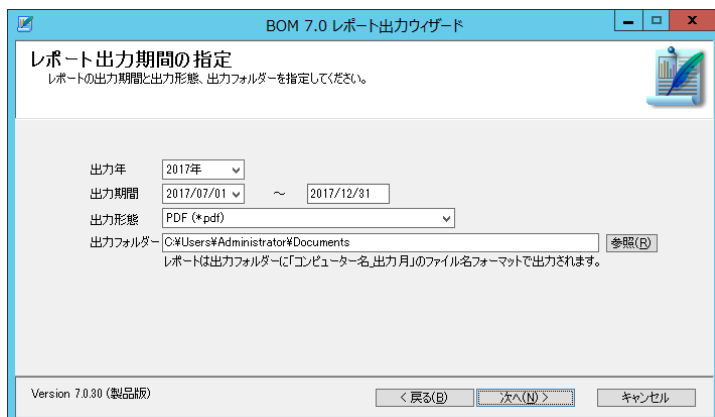 BOM 7.0 レポート出力ウィザード
レポート出力期間の指定
レポートの出力期間と出力形態、出力フォルダーを指定してください。
出力年 2017年
出力期間 2017/07/01 ～ 2017/12/31
出力形態 PDF (*.pdf)
出力フォルダー C:¥Users¥Administrator¥Documents 参照(R)
レポートは出力フォルダーに「コンピューター名_出力月」のファイル名フォーマットで出力されます。
Version 7.0.30 (製品版) < 戻る(B) 次へ(N) > キャンセル